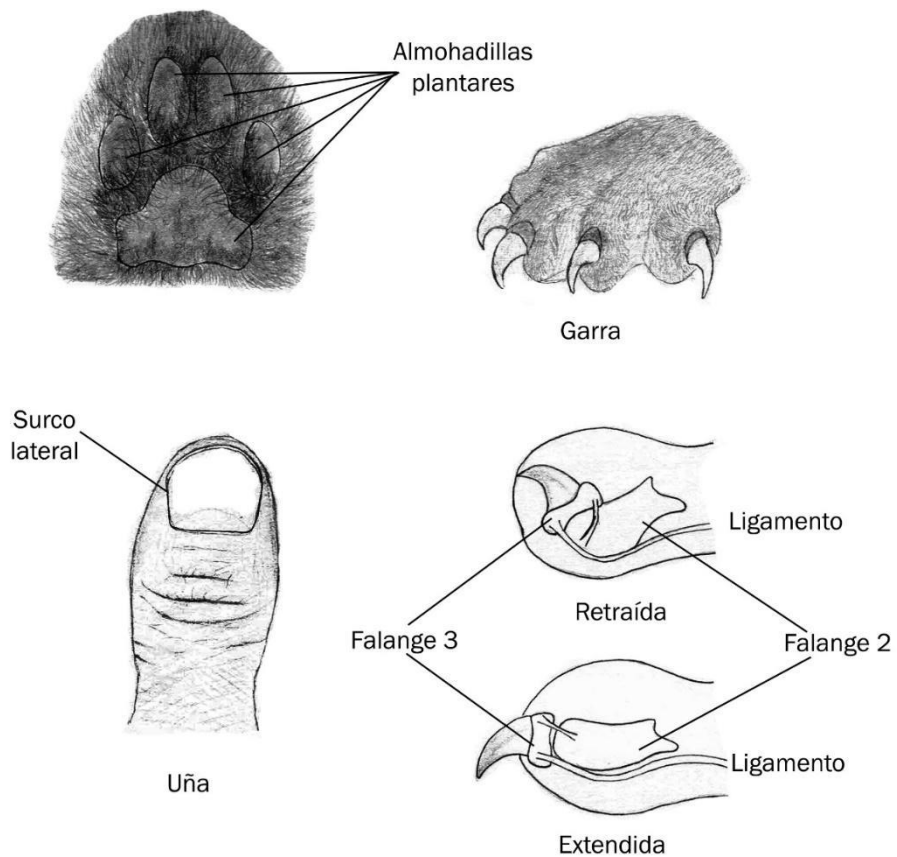 Almohadillas
plantares
Garra
Surco
lateral
Uña
Ligamento
Retraída
Falange 3
Falange 2
Ligamento
Extendida